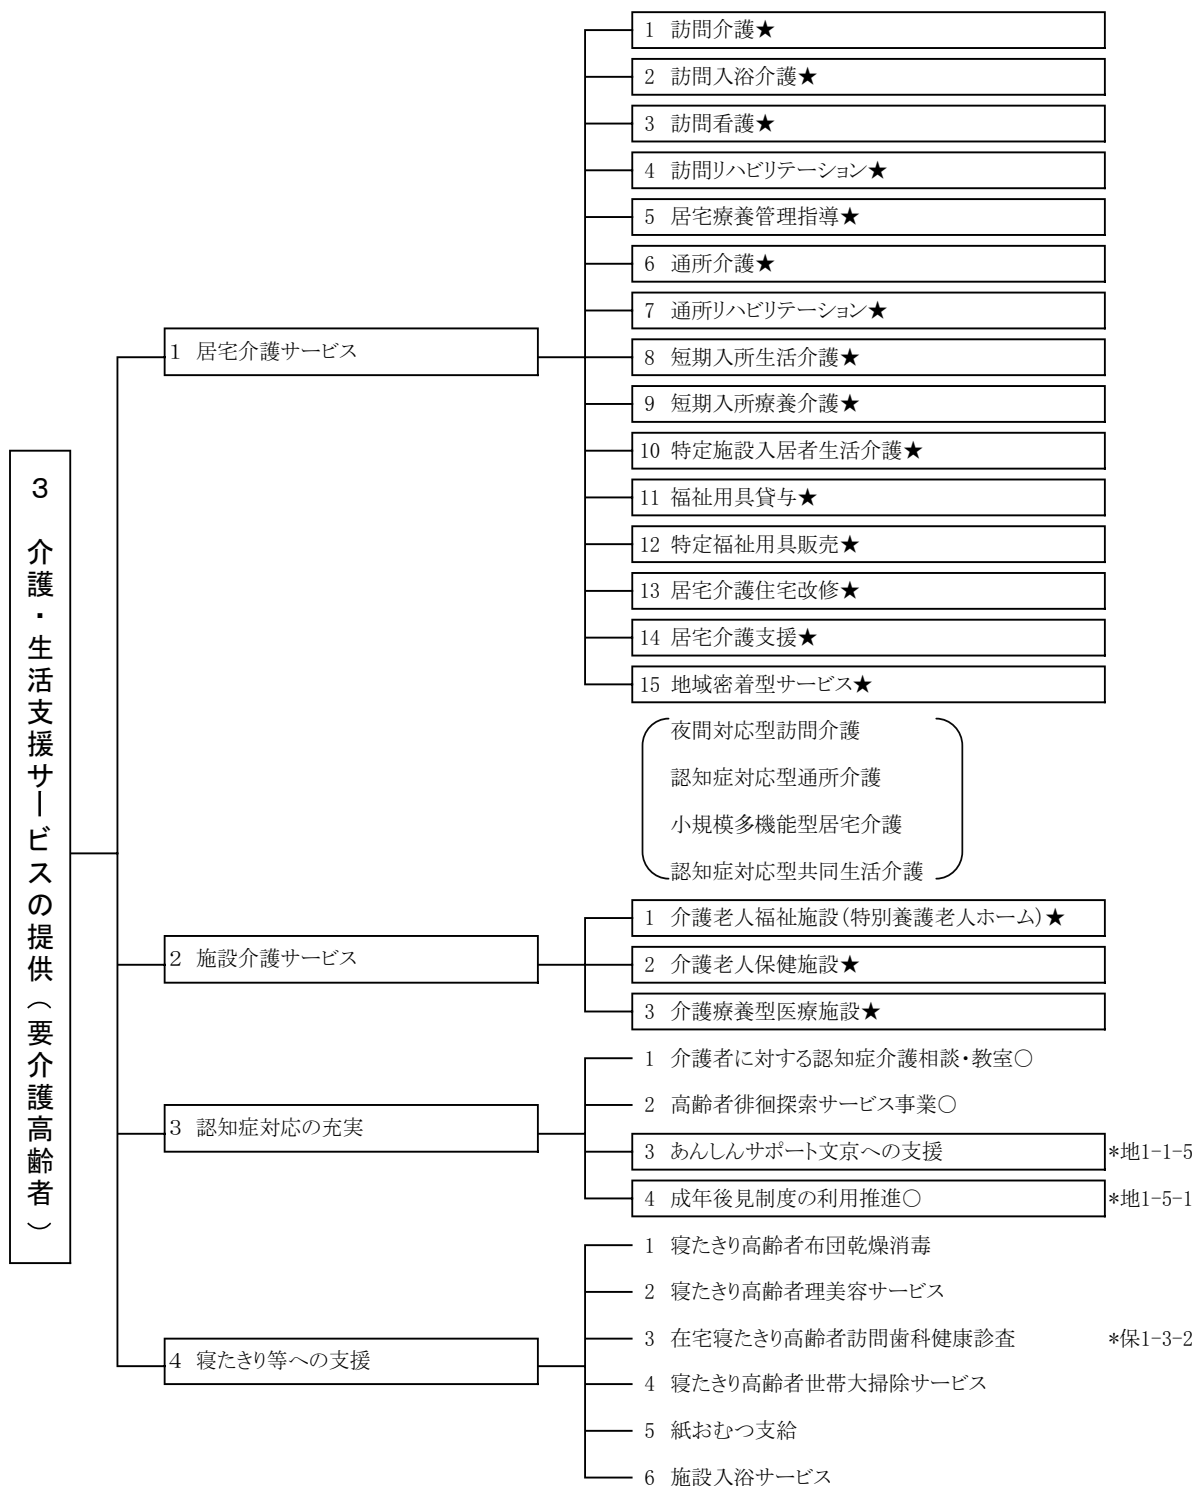 3 介護・生活支援サービスの提供（要介護高齢者）
1 居宅介護サービス
1 訪問介護★
2 訪問入浴介護★
3 訪問看護★
4 訪問リハビリテーション★
5 居宅療養管理指導★
6 通所介護★
7 通所リハビリテーション★
8 短期入所生活介護★
9 短期入所療養介護★
10 特定施設入居者生活介護★
11 福祉用具貸与★
12 特定福祉用具販売★
13 居宅介護住宅改修★
14 居宅介護支援★
15 地域密着型サービス★
夜間対応型訪問介護
認知症対応型通所介護
小規模多機能型居宅介護
認知症対応型共同生活介護
2 施設介護サービス
1 介護老人福祉施設(特別養護老人ホーム)★
2 介護老人保健施設★
3 介護療養型医療施設★
3 認知症対応の充実
1 介護者に対する認知症介護相談・教室○
2 高齢者徘徊探索サービス事業○
3 あんしんサポート文京への支援 *地1-1-5
4 成年後見制度の利用推進○ *地1-5-1
4 寝たきり等への支援
1 寝たきり高齢者布団乾燥消毒
2 寝たきり高齢者理美容サービス
3 在宅寝たきり高齢者訪問歯科健康診査 *保1-3-2
4 寝たきり高齢者世帯大掃除サービス
5 紙おむつ支給
6 施設入浴サービス